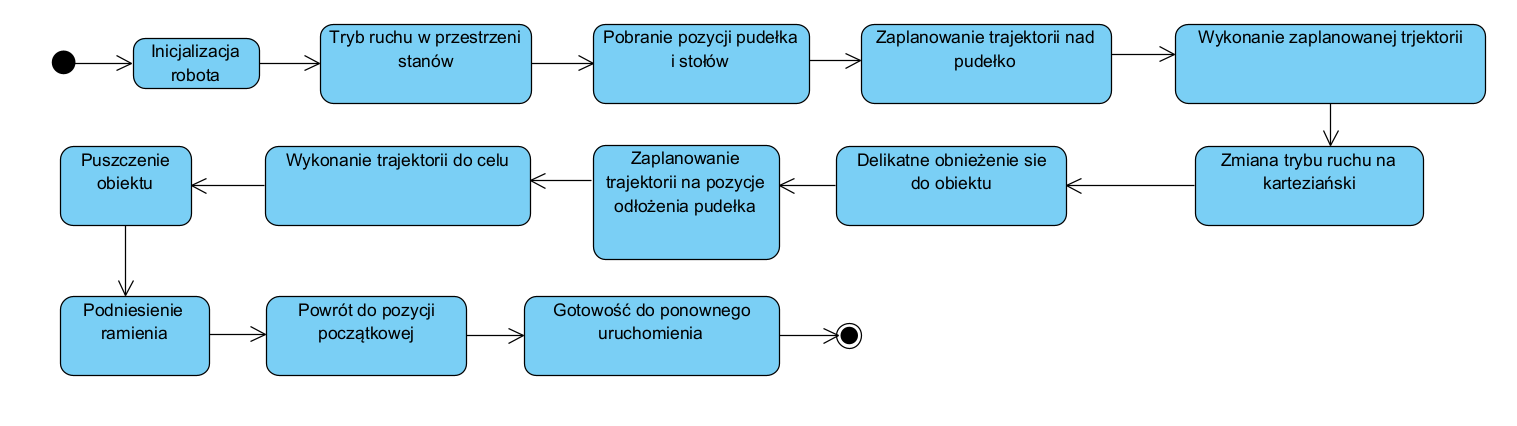 Inicjalizacja
robota
Tryb ruchu w przestrzeni
stanów
Pobranie pozycji pudełka
i stołów
Zaplanowanie trajektorii nad
pudełko
Wykonanie zaplanowanej trjektorii
Zmiana trybu ruchu na
karteziański
Delikatne obnieżenie sie
do obiektu
Zaplanowanie
trajektorii na pozycje
odłożenia pudełka
Wykonanie trajektorii do celu
Puszczenie
obiektu
Podniesienie
ramienia
Powrót do pozycji
początkowej
Gotowość do ponownego
uruchomienia